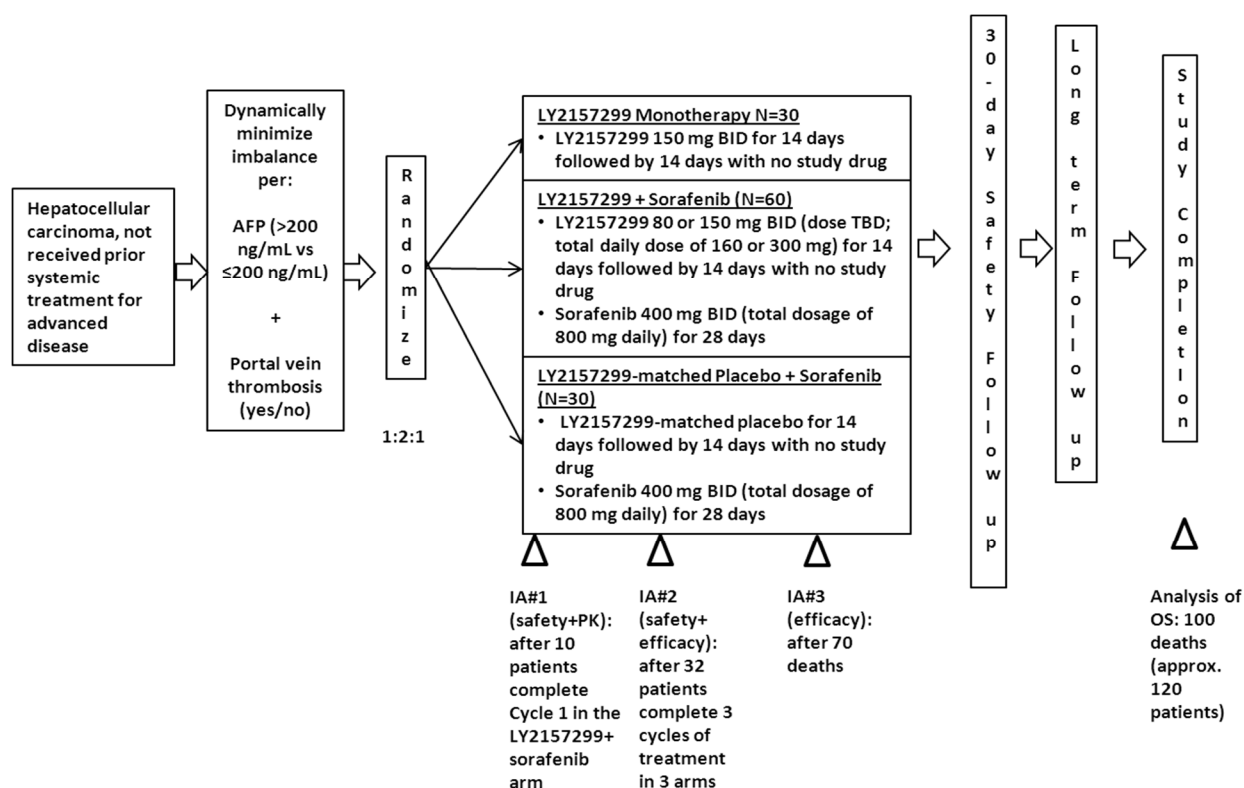 Hepatocellular
carcinoma, not
received prior
systemic
treatment for
advanced
disease
Dynamically
minimize
imbalance
per:
AFP (>200
ng/mL vs
≤200 ng/mL)
+
Portal vein
thrombosis
(yes/no)
Randomize
1:2:1
LY2157299 Monotherapy N=30
• LY2157299 150 mg BID for 14 days
followed by 14 days with no study
drug
LY2157299 + Sorafenib (N=60)
• LY2157299 80 or 150 mg BID (dose TBD;
total daily dose of 160 or 300 mg) for 14
days followed by 14 days with no study
drug
• Sorafenib 400 mg BID (total dosage of
800 mg daily) for 28 days
LY2157299-matched Placebo + Sorafenib
(N=30)
• LY2157299-matched placebo for 14
days followed by 14 days with no study
drug
• Sorafenib 400 mg BID (total dosage of
800 mg daily) for 28 days
30-day Safety Follow up
Long term Follow up
Study Completion
IA#1
(safety+PK):
after 10
patients
complete
Cycle 1 in the
LY2157299+
sorafenib
arm
IA#2
(safety+
efficacy):
after 32
patients
complete 3
cycles of
treatment
in 3 arms
IA#3
(efficacy):
after 70
deaths
Analysis of
OS: 100
deaths
(approx.
120
patients)